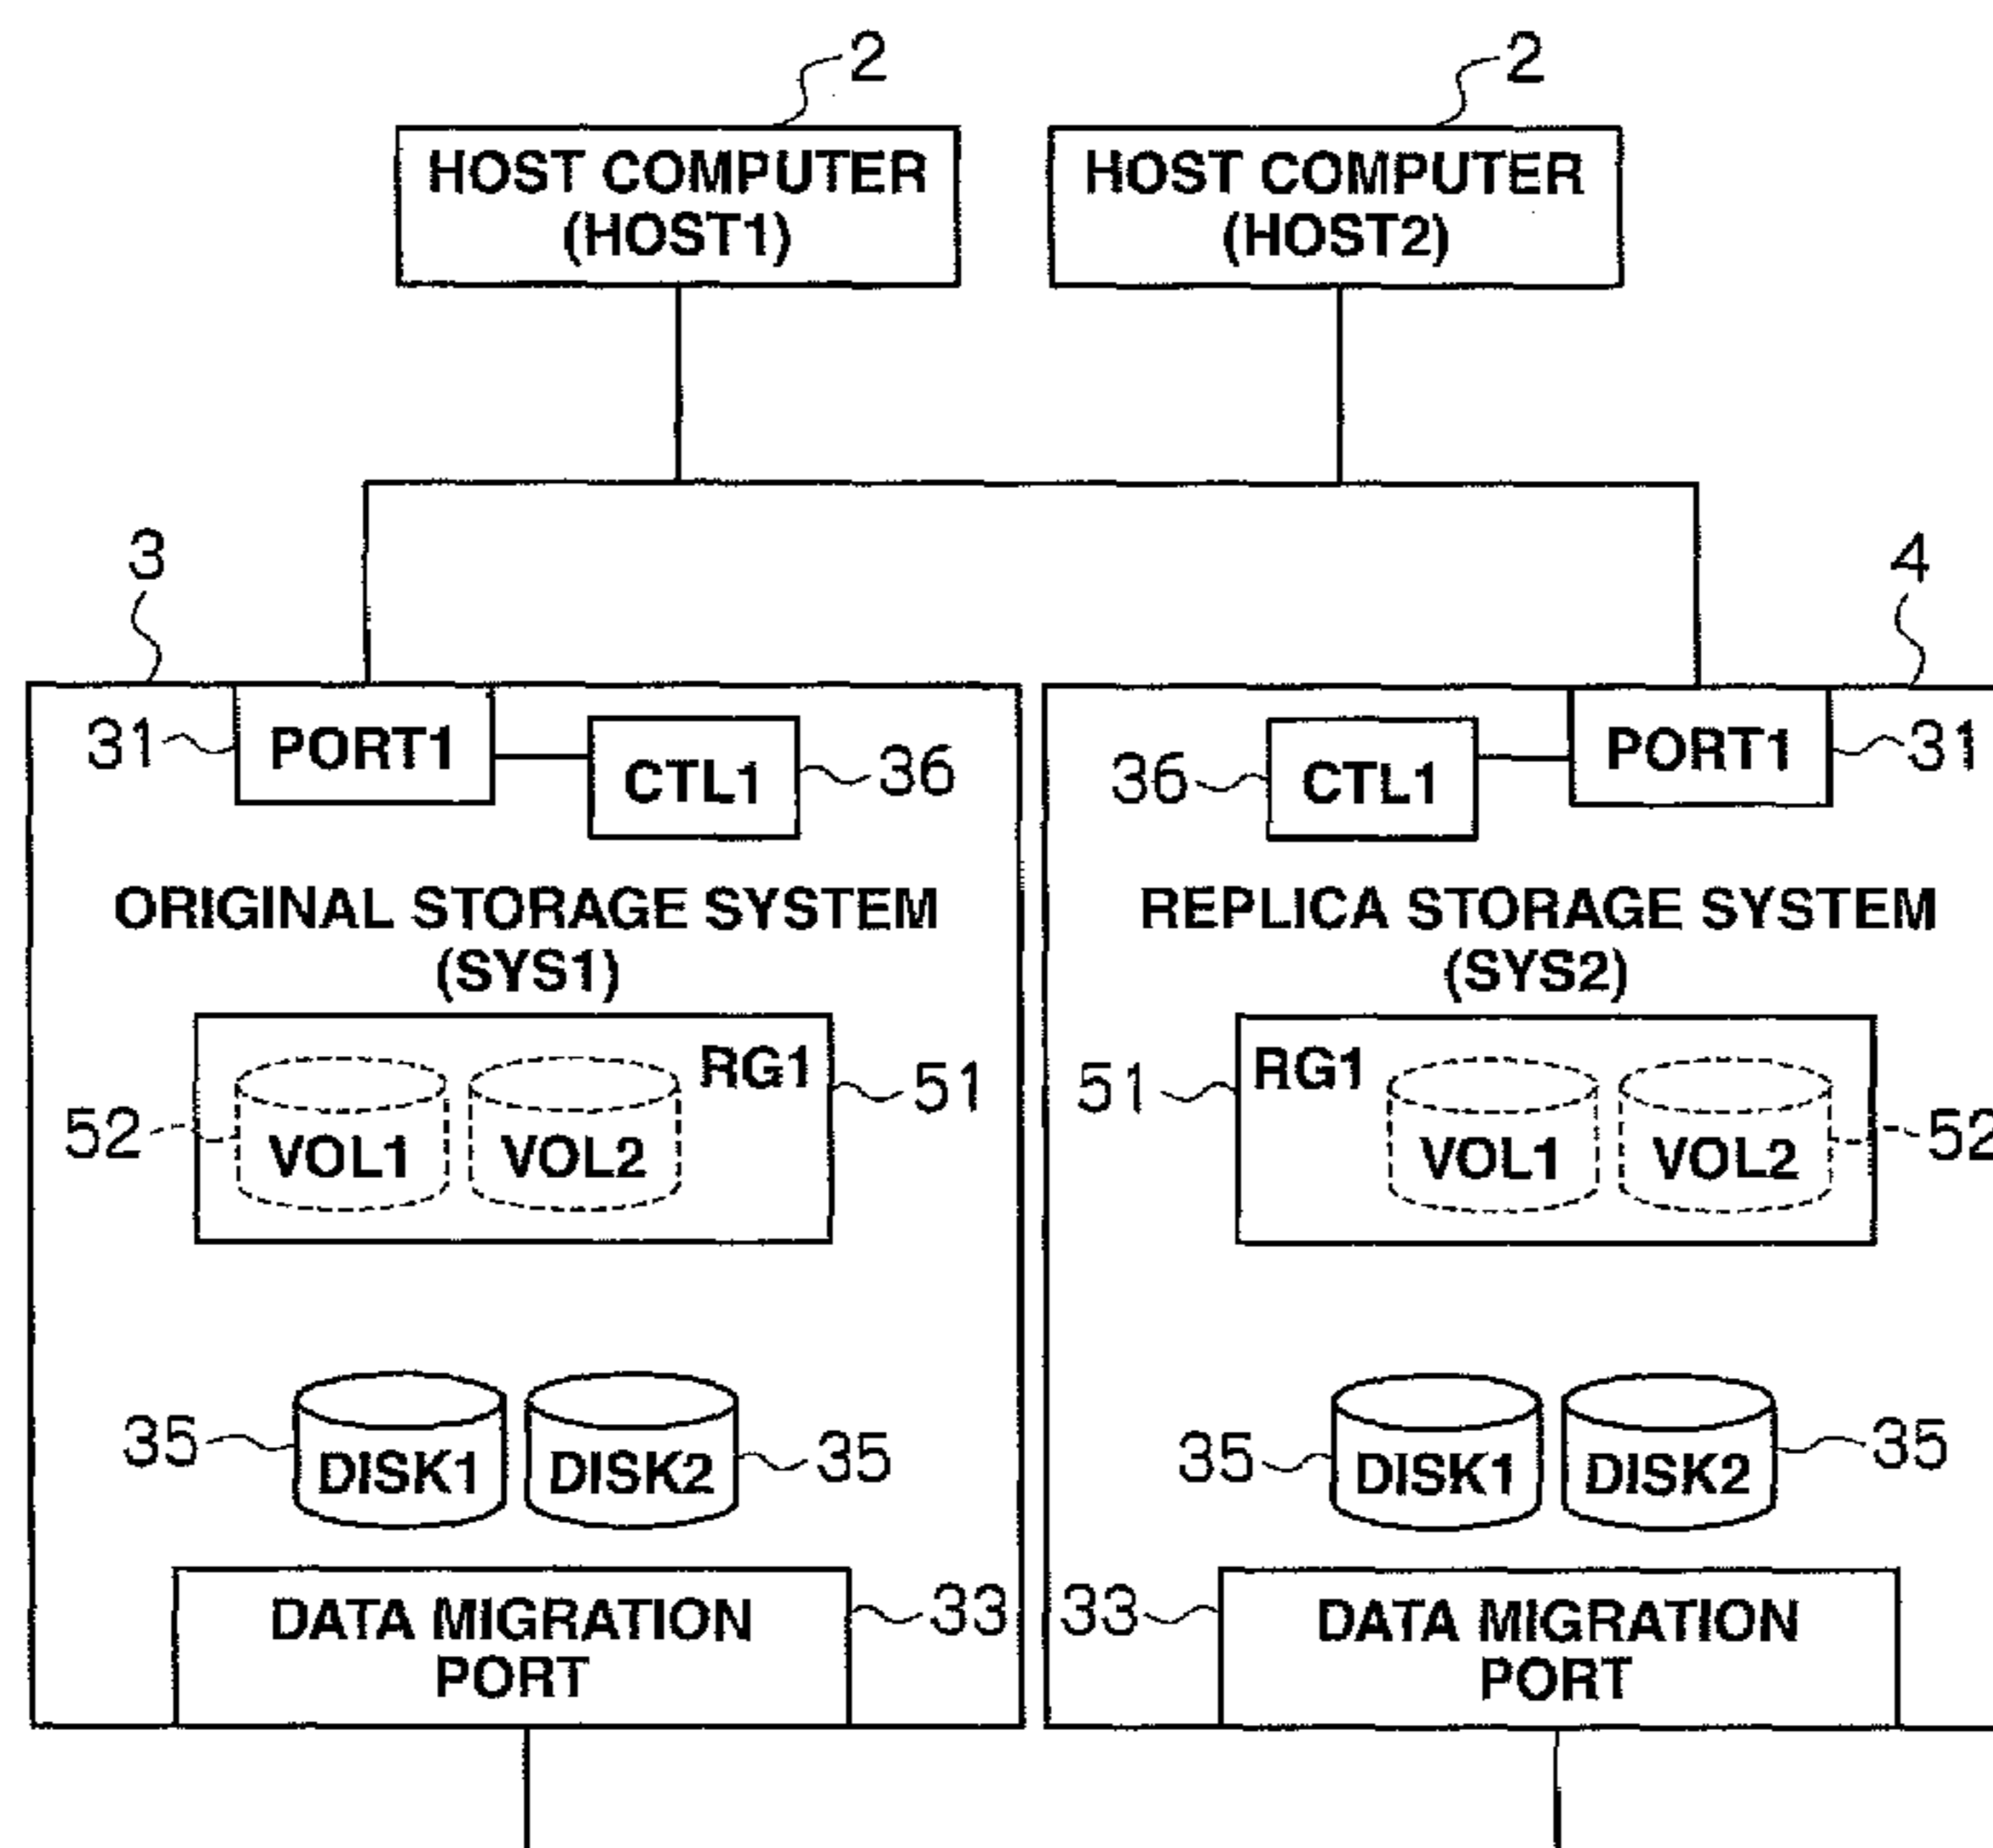 2 2
HOST COMPUTER HOST COMPUTER
(HOST1) (HOST2)
3 4
31 PORT1 CTL1 36 36 CTL1 PORT1 31
ORIGINAL STORAGE SYSTEM REPLICA STORAGE SYSTEM
(SYS1) (SYS2)
RG1 51 51 RG1
52 VOL1 VOL2 VOL1 VOL2 52
35 DISK1 DISK2 35 35 DISK1 DISK2 35
DATA MIGRATION 33 33 DATA MIGRATION
PORT PORT